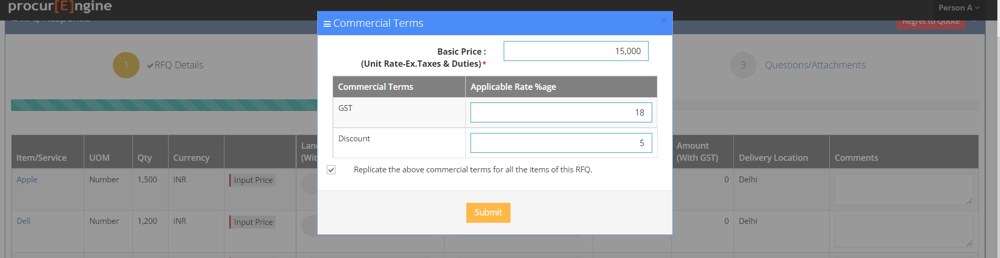 procur[E]ngine
Person A
RFQ Response
Regret to Quote
Commercial Terms
×
Basic Price :
15,000
(Unit Rate-Ex.Taxes & Duties)*
1
RFQ Details
3
Questions/Attachments
Commercial Terms
Applicable Rate %age
GST
18
Discount
5
Replicate the above commercial terms for all the items of this RFQ.
Submit
Item/Service
UOM
Qty
Currency
Amount
(With GST)
Delivery Location
Comments
Apple
Number
1,500
INR
Input Price
0
Delhi
Dell
Number
1,200
INR
Input Price
0
Delhi